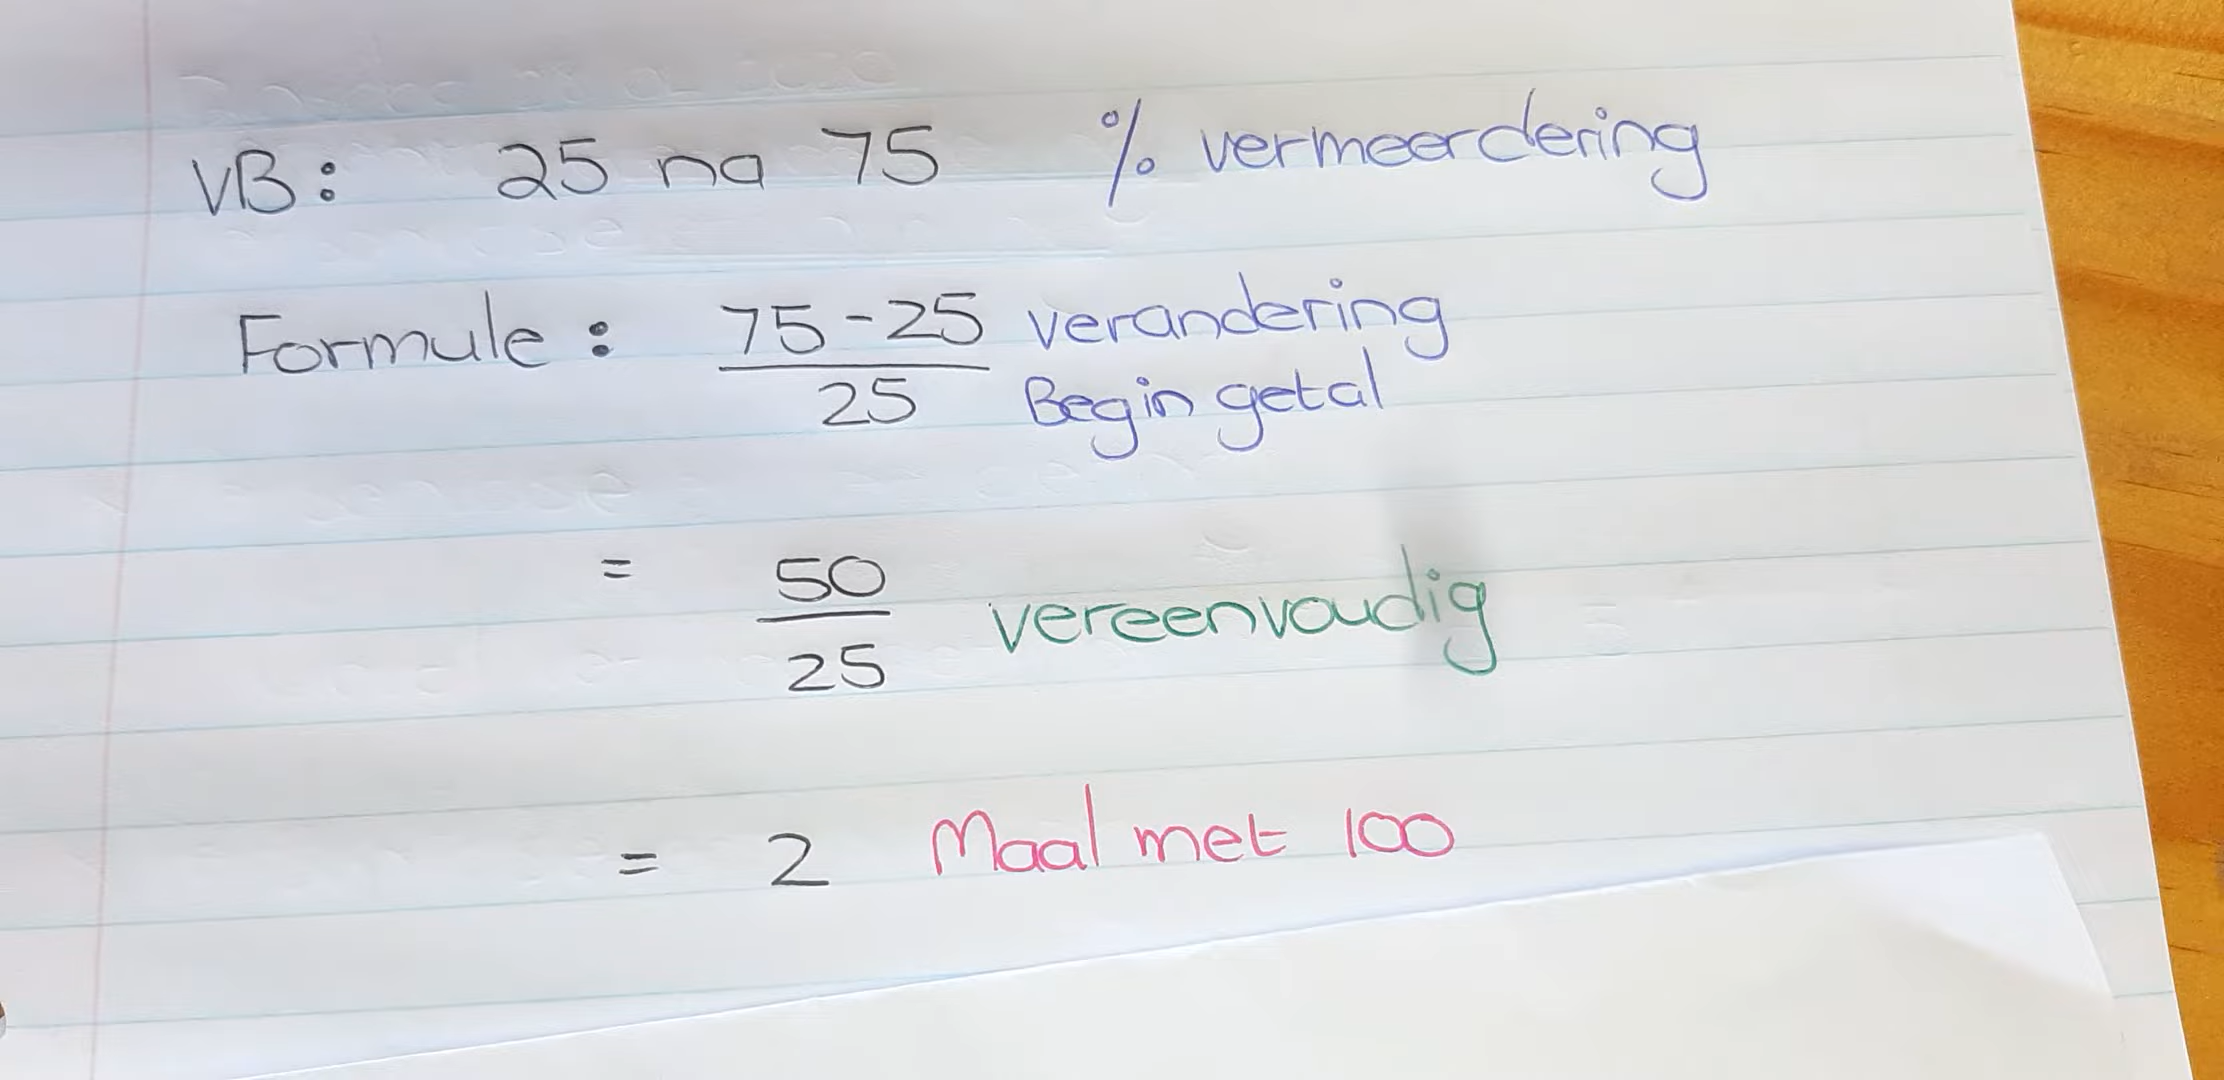 VB: 25 na 75 % vermeerdering
Formule: 75 - 25 verandering
25 Begin getal
= 50
25 vereenvoudig
= 2 Maal met 100